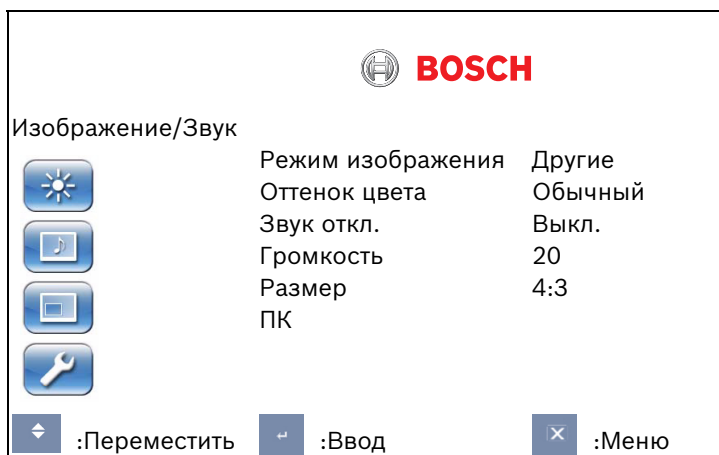 BOSCH
Изображение/Звук
Режим изображения Другие
Оттенок цвета Обычный
Звук откл. Выкл.
Громкость 20
Размер 4:3
ПК
:Переместить :Ввод :Меню